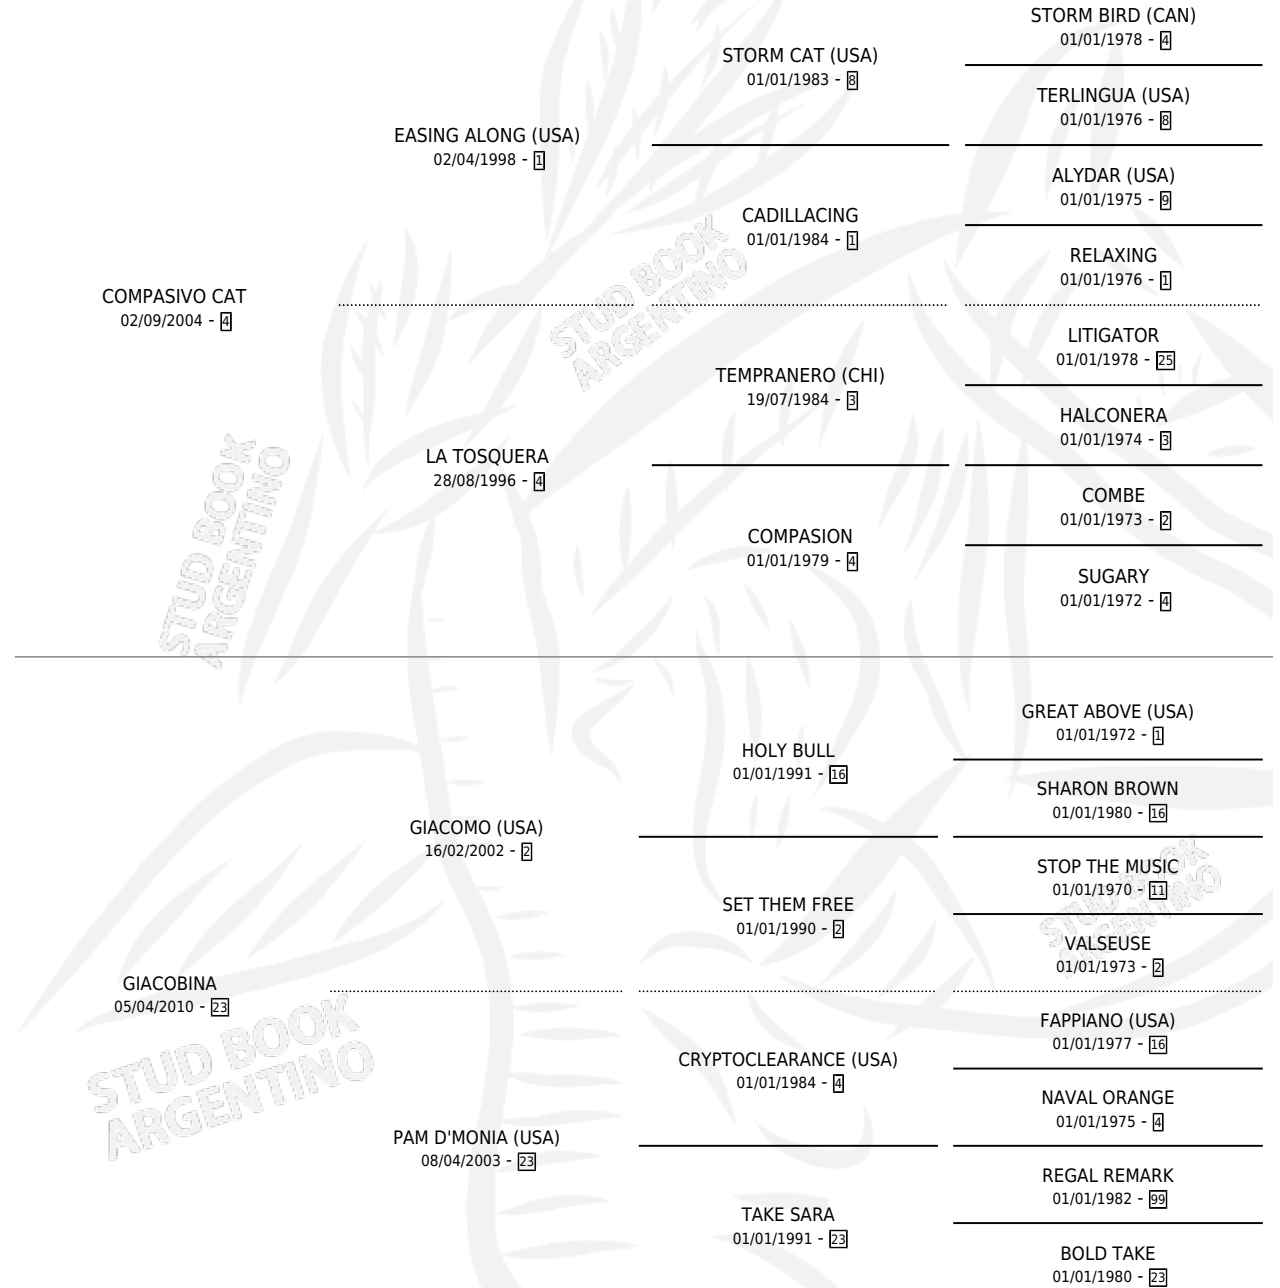 STORM BIRD (CAN)
01/01/1978 - 4
STORM CAT (USA)
01/01/1983 - 8
TERLINGUA (USA)
01/01/1976 - 8
EASING ALONG (USA)
02/04/1998 - 1
ALYDAR (USA)
01/01/1975 - 9
CADILLACING
01/01/1984 - 1
RELAXING
01/01/1976 - 1
COMPASIVO CAT
02/09/2004 - 4
LITIGATOR
01/01/1978 - 25
TEMPRANERO (CHI)
19/07/1984 - 3
HALCONERA
01/01/1974 - 3
LA TOSQUERA
28/08/1996 - 4
COMBE
01/01/1973 - 2
COMPASION
01/01/1979 - 4
SUGARY
01/01/1972 - 4
GREAT ABOVE (USA)
01/01/1972 - 1
HOLY BULL
01/01/1991 - 16
SHARON BROWN
01/01/1980 - 16
GIACOMO (USA)
16/02/2002 - 2
STOP THE MUSIC
01/01/1970 - 11
SET THEM FREE
01/01/1990 - 2
VALSEUSE
01/01/1973 - 2
GIACOBINA
05/04/2010 - 23
FAPPIANO (USA)
01/01/1977 - 16
CRYPTOCLEARANCE (USA)
01/01/1984 - 4
NAVAL ORANGE
01/01/1975 - 4
PAM D'MONIA (USA)
08/04/2003 - 23
REGAL REMARK
01/01/1982 - 99
TAKE SARA
01/01/1991 - 23
BOLD TAKE
01/01/1980 - 23
STUD BOOK
ARGENTINO
STUD BOOK
ARGENTINO
STUD BOOK
ARGENTINO
STUD BOOK
ARGENTINO